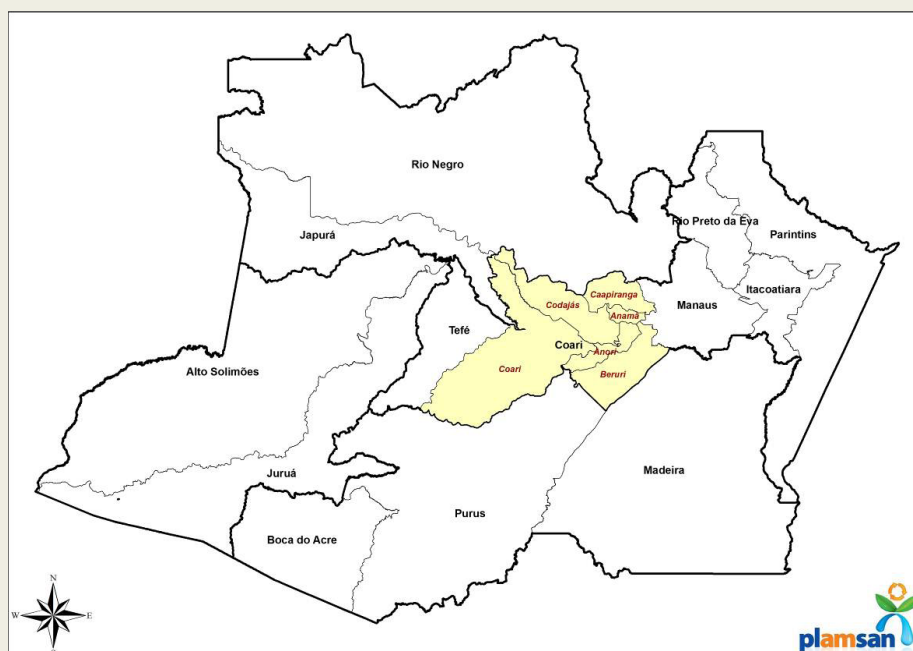 Rio Negro
Rio Preto da Eva
Parintins
Japurá
Itacoatiara
Caapiranga
Codajás
Manaus
Anamã
Tefé
Coari
Anori
Alto Solimões
Coari
Beruri
Juruá
Madeira
Purus
Boca do Acre
N
W
E
plamsan